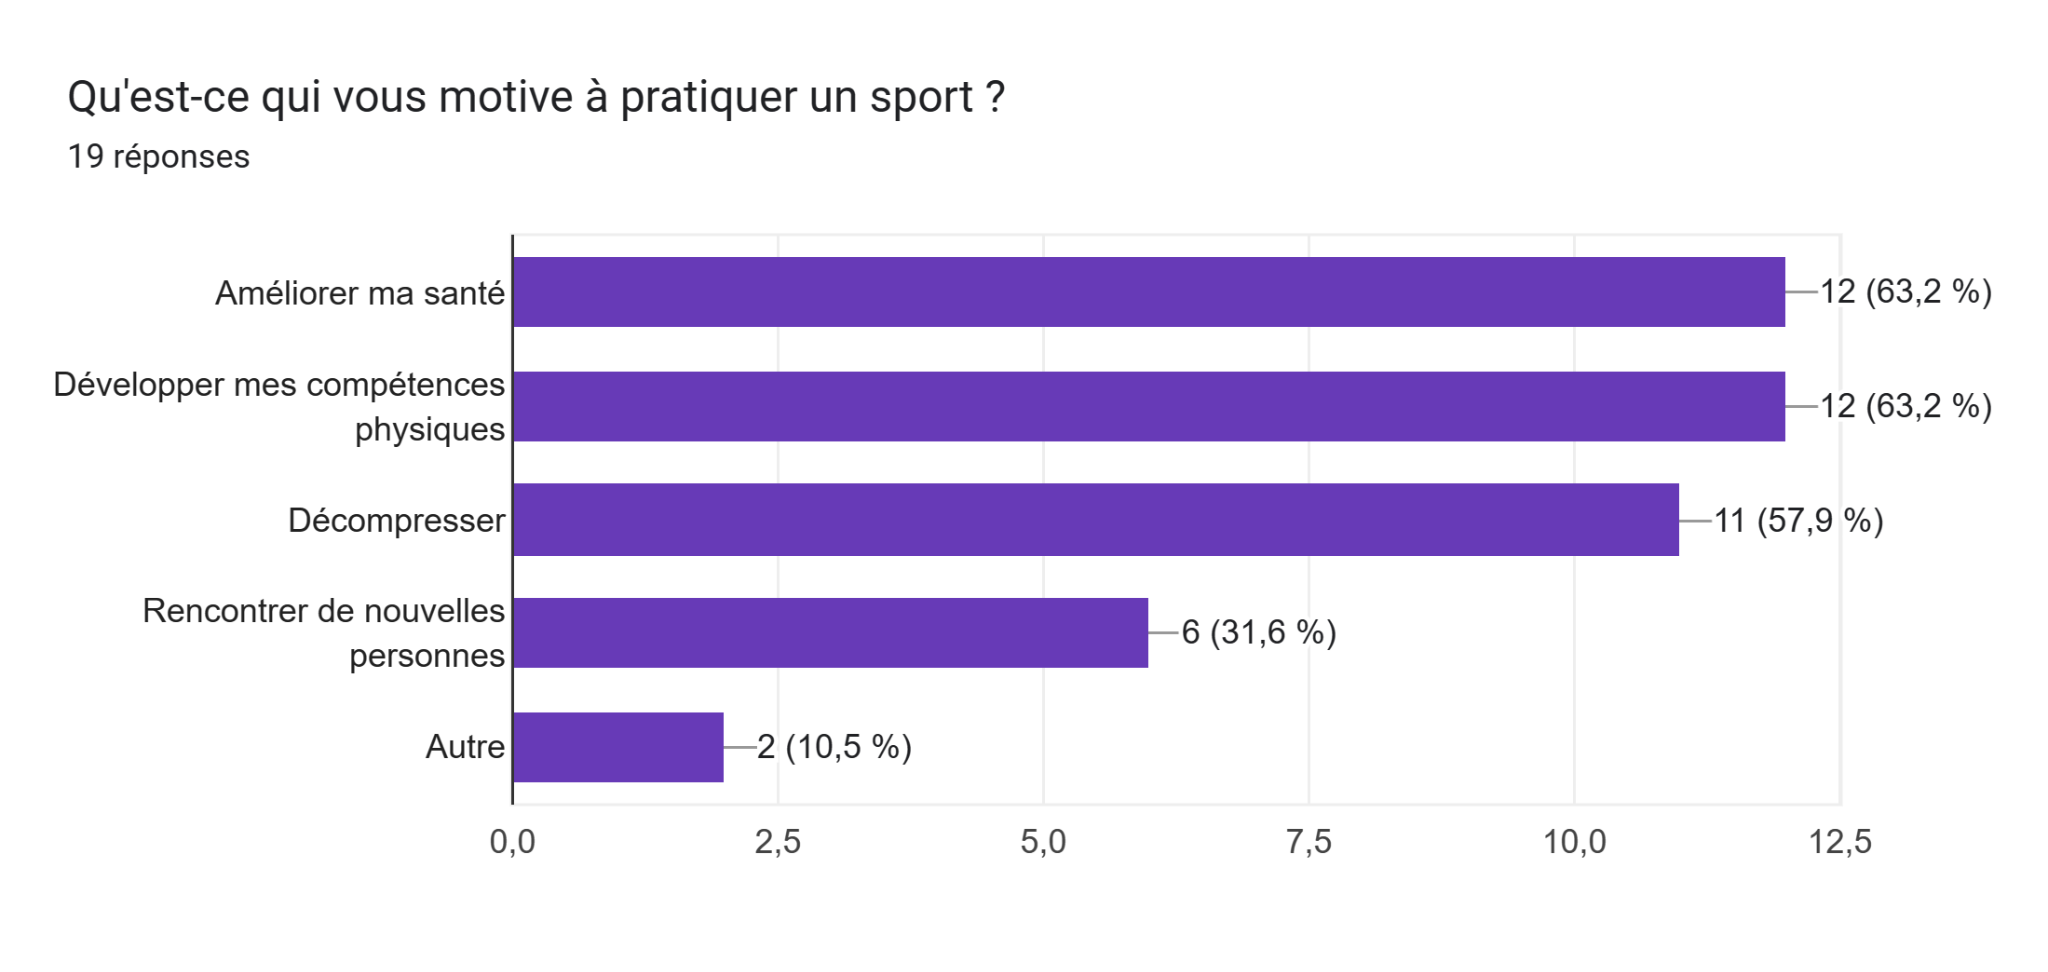 Qu'est-ce qui vous motive à pratiquer un sport ?
19 réponses
Améliorer ma santé
12 (63,2 %)
Développer mes compétences
physiques
12 (63,2 %)
Décompresser
11 (57,9 %)
Rencontrer de nouvelles
personnes
6 (31,6 %)
Autre
2 (10,5 %)
0,0 2,5 5,0 7,5 10,0 12,5